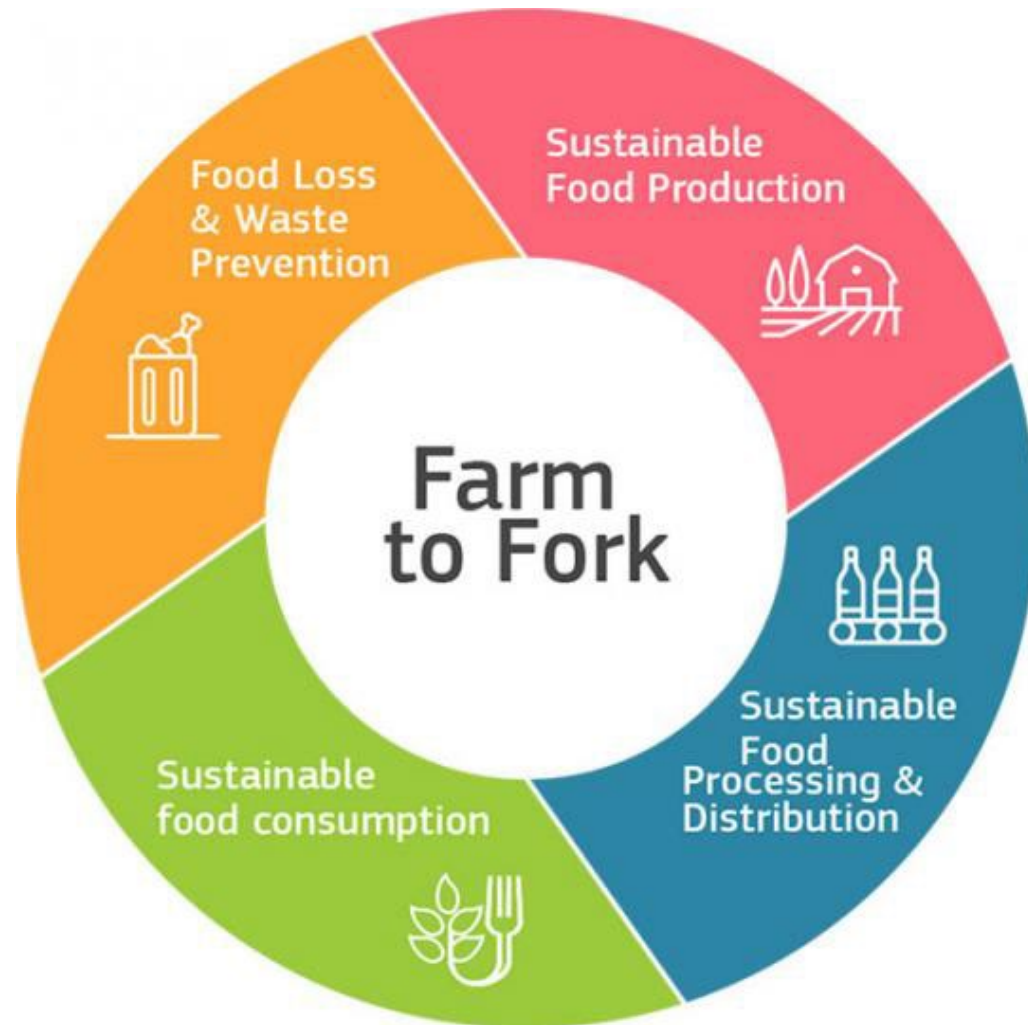 Sustainable
Food Production
Food Loss
& Waste
Prevention
Farm
to Fork
Sustainable
Food
Processing &
Distribution
Sustainable
food consumption